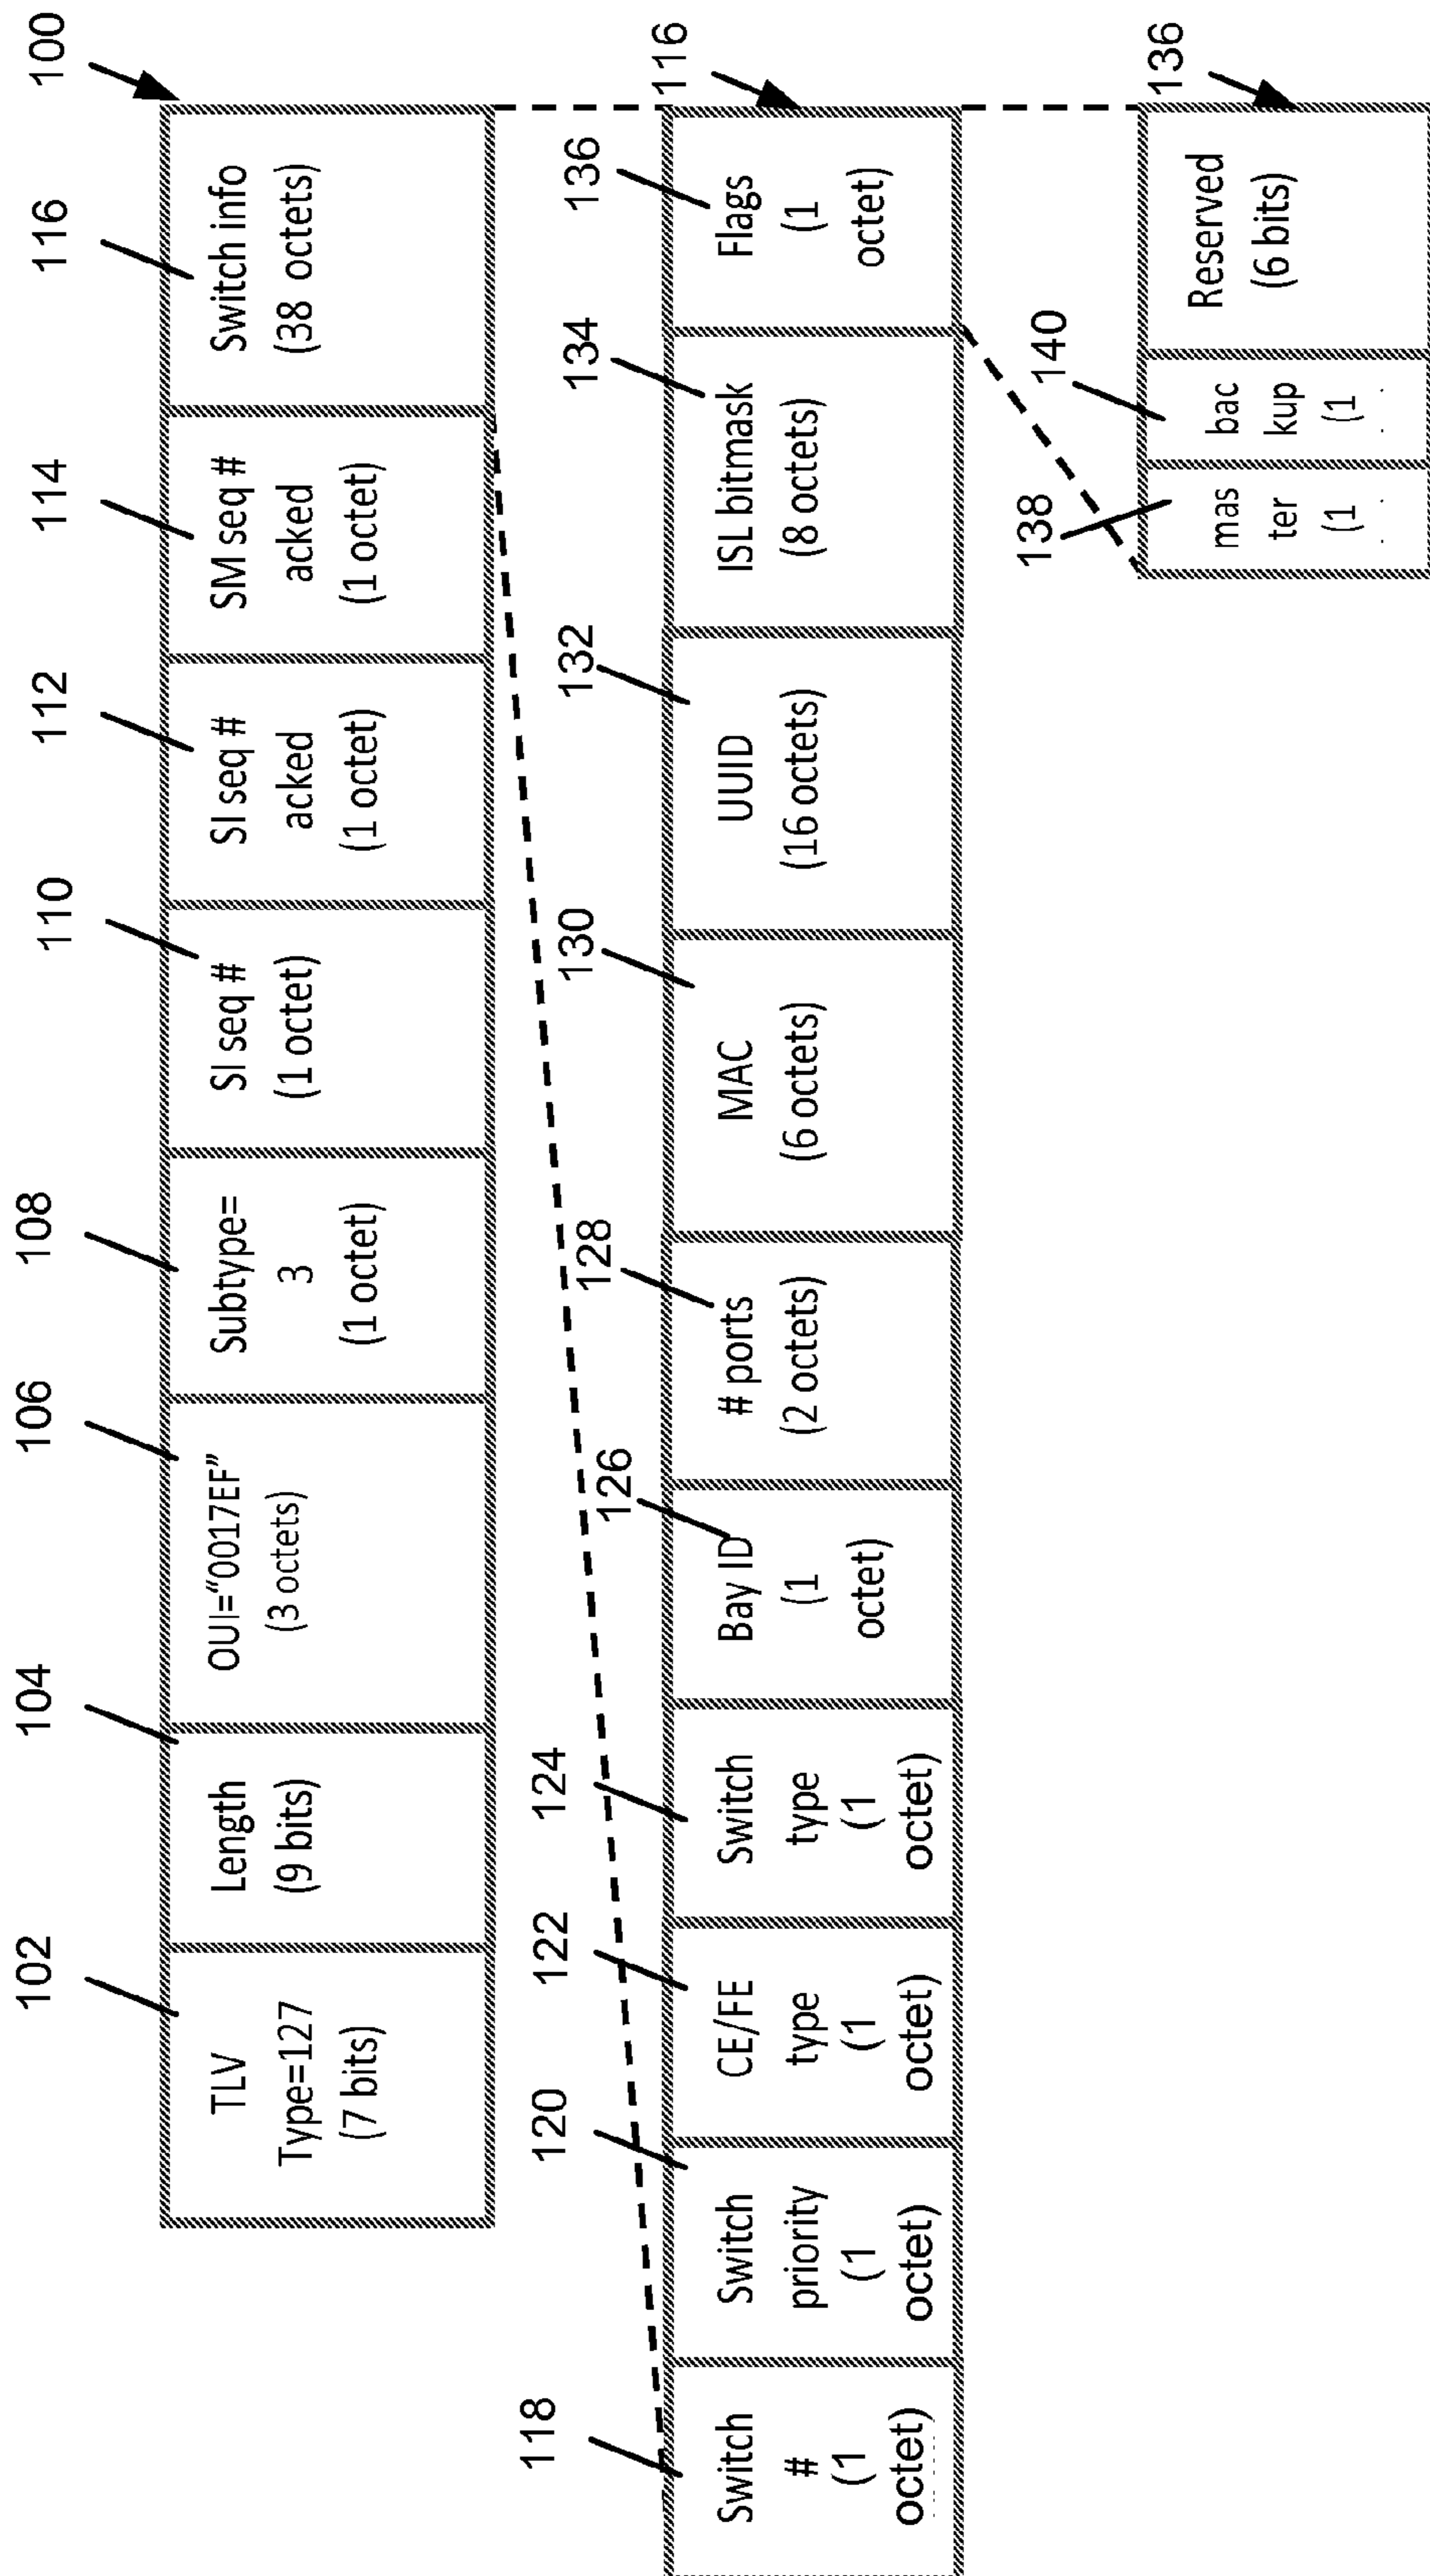 100
102
TLV
Type=127
(7 bits)
104
Length
(9 bits)
106
OUI=“0017EF”
(3 octets)
108
Subtype=
3
(1 octet)
110
SI seq #
(1 octet)
112
SI seq #
acked
(1 octet)
114
SM seq #
acked
(1 octet)
116
Switch info
(38 octets)
116
118
Switch
#
(1
octet)
120
Switch
priority
(1
octet)
122
CE/FE
type
(1
octet)
124
Switch
type
(1
octet)
126
Bay ID
(1
octet)
128
# ports
(2 octets)
130
MAC
(6 octets)
132
UUID
(16 octets)
134
ISL bitmask
(8 octets)
136
Flags
(1
octet)
136
138
mas
ter
(1
140
bac
kup
(1
Reserved
(6 bits)